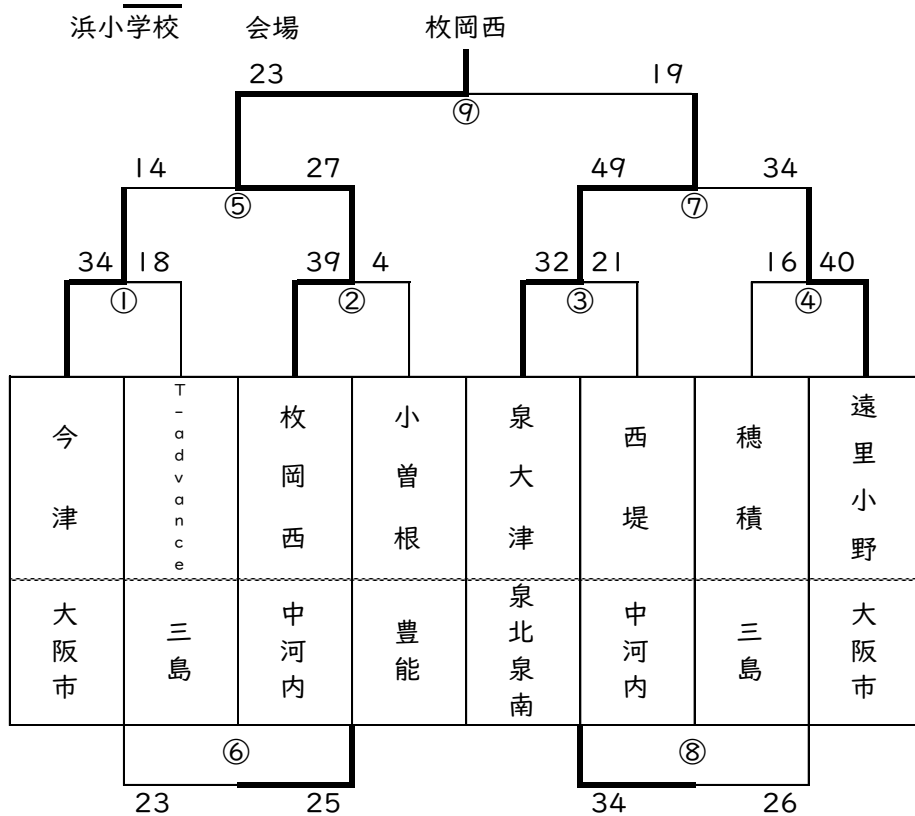 浜小学校 会場 枚岡西
23 19
⑨
14 27 49 34
⑤ ⑦
34 18 39 4 32 21 16 40
① ② ③ ④
今津 T-advance 枚岡西 小曽根 泉大津 西堤 穂積 遠里小野
大阪市 三島 中河内 豊能 泉北泉南 中河内 三島 大阪市
⑥ ⑧
23 25 34 26